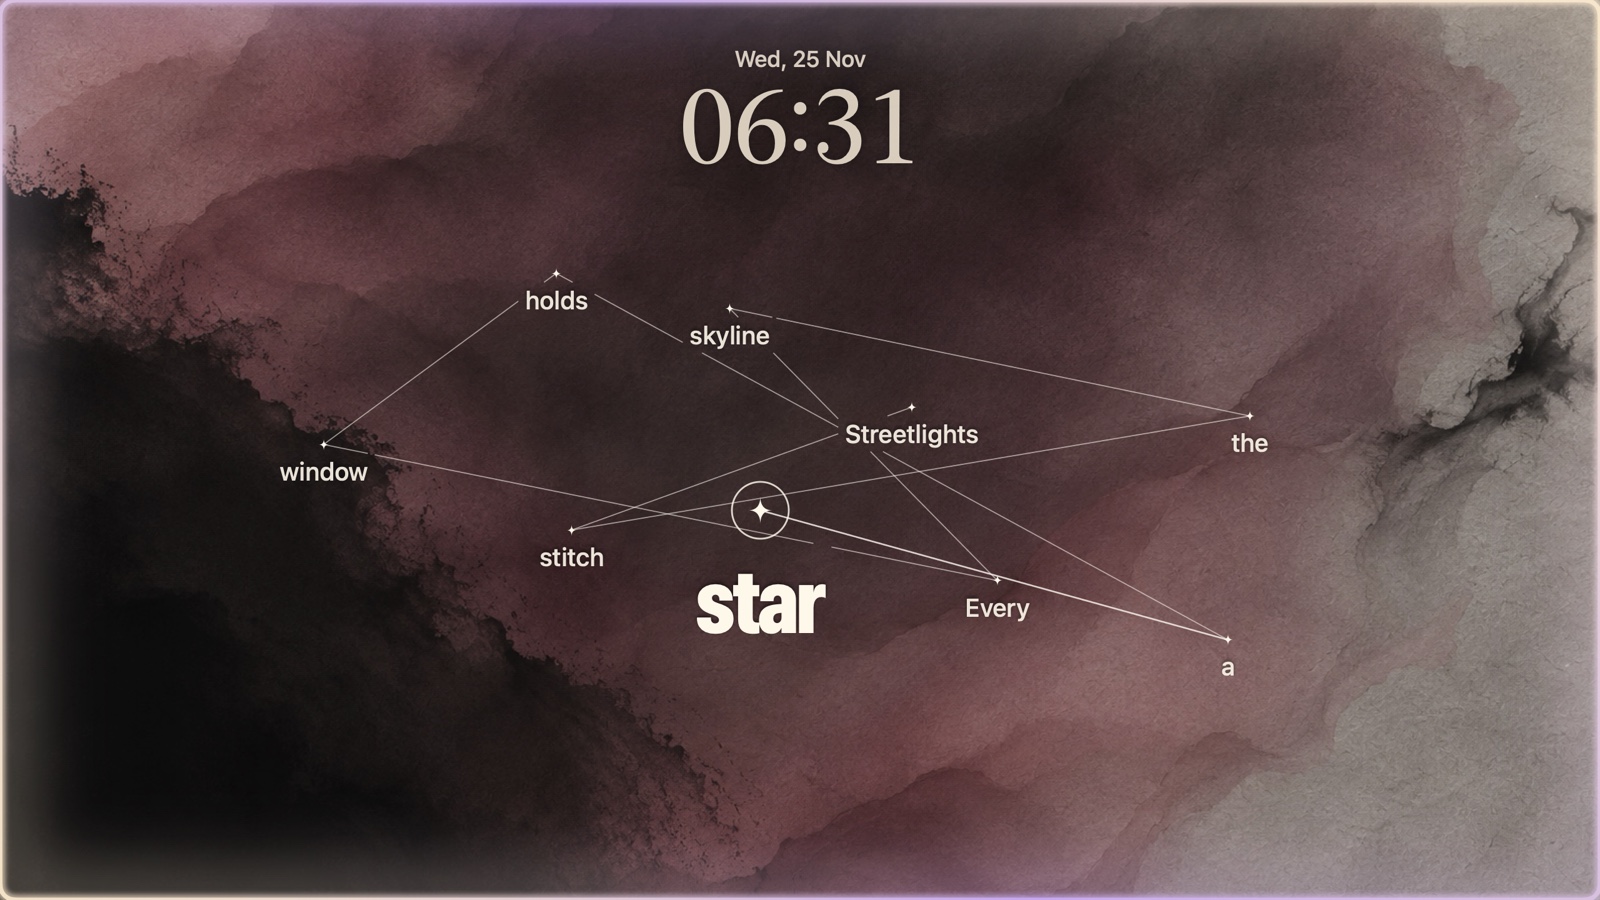 Wed, 25 Nov
06:31
Streetlights
stitch
the
skyline
Every
window
holds
a
star